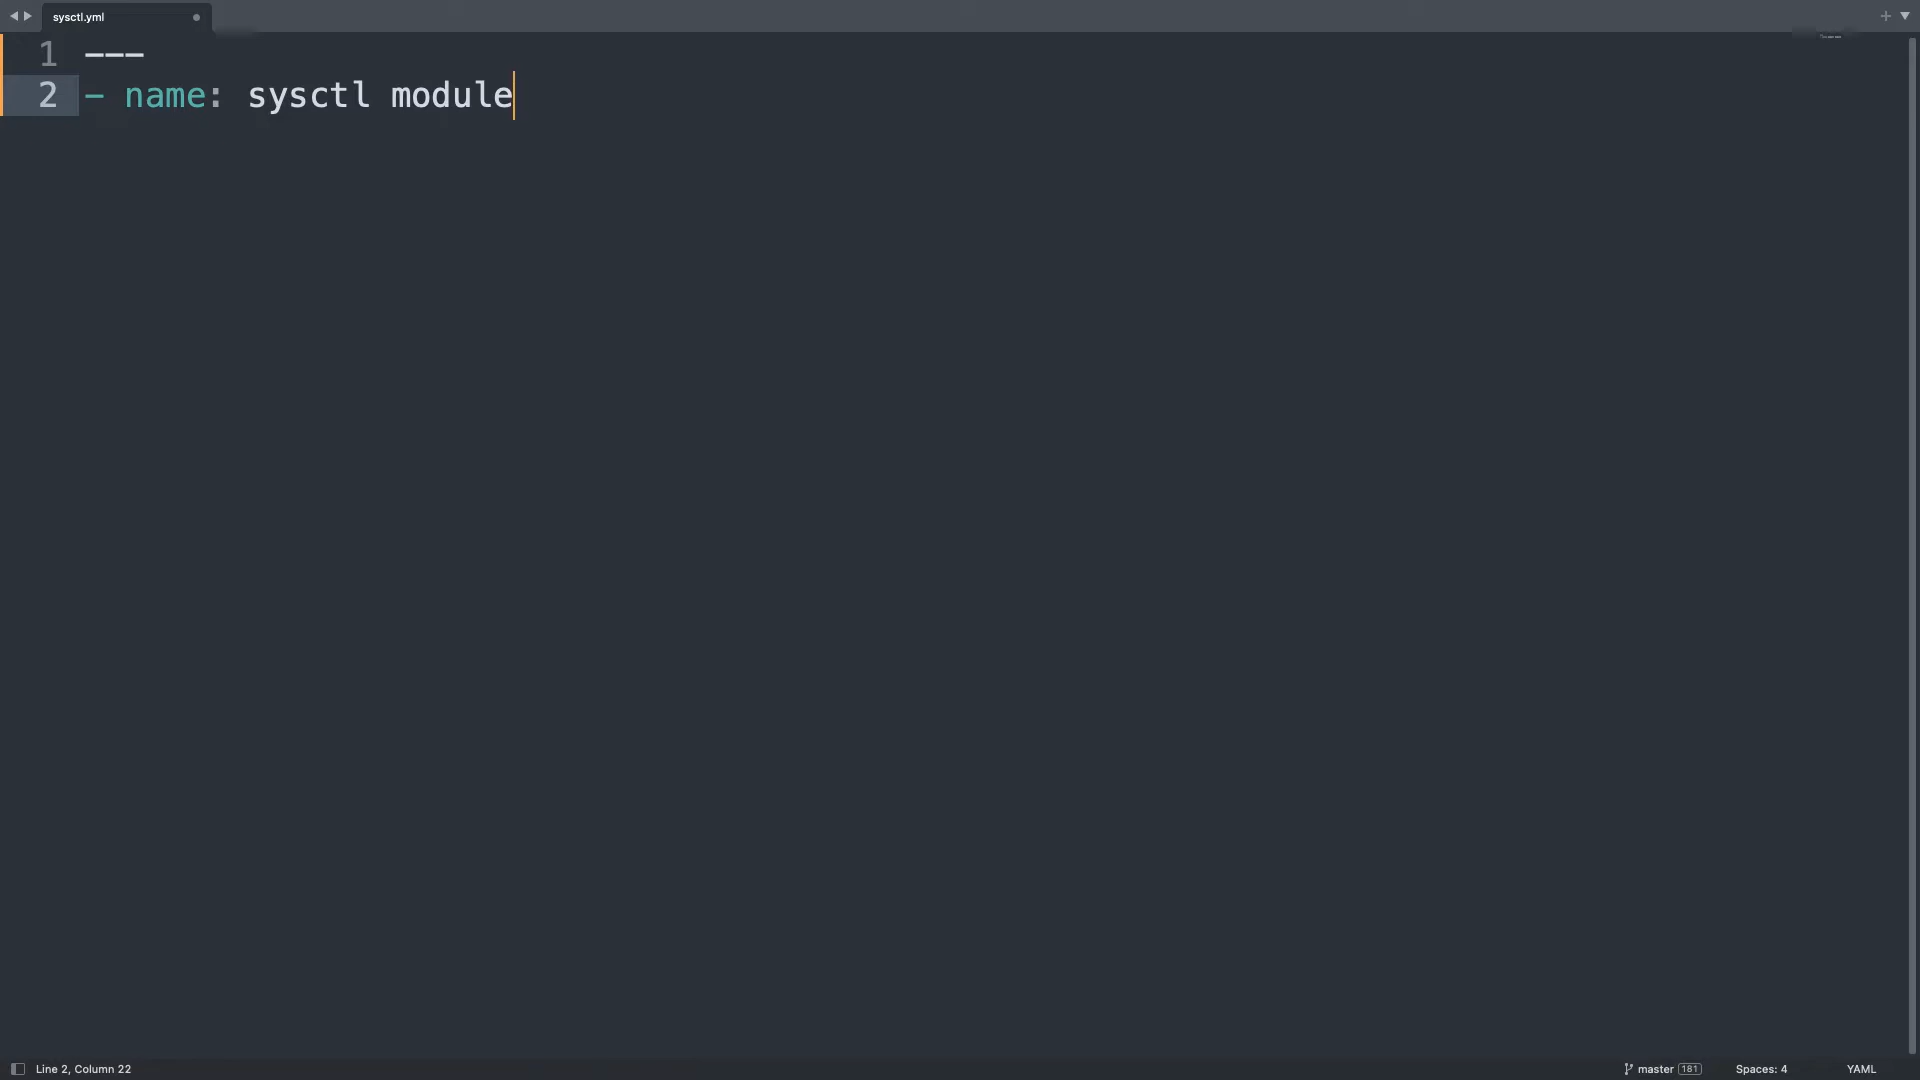 sysctl.yml
1 ---
2 - name: sysctl module
Line 2, Column 22
master 181
Spaces: 4
YAML